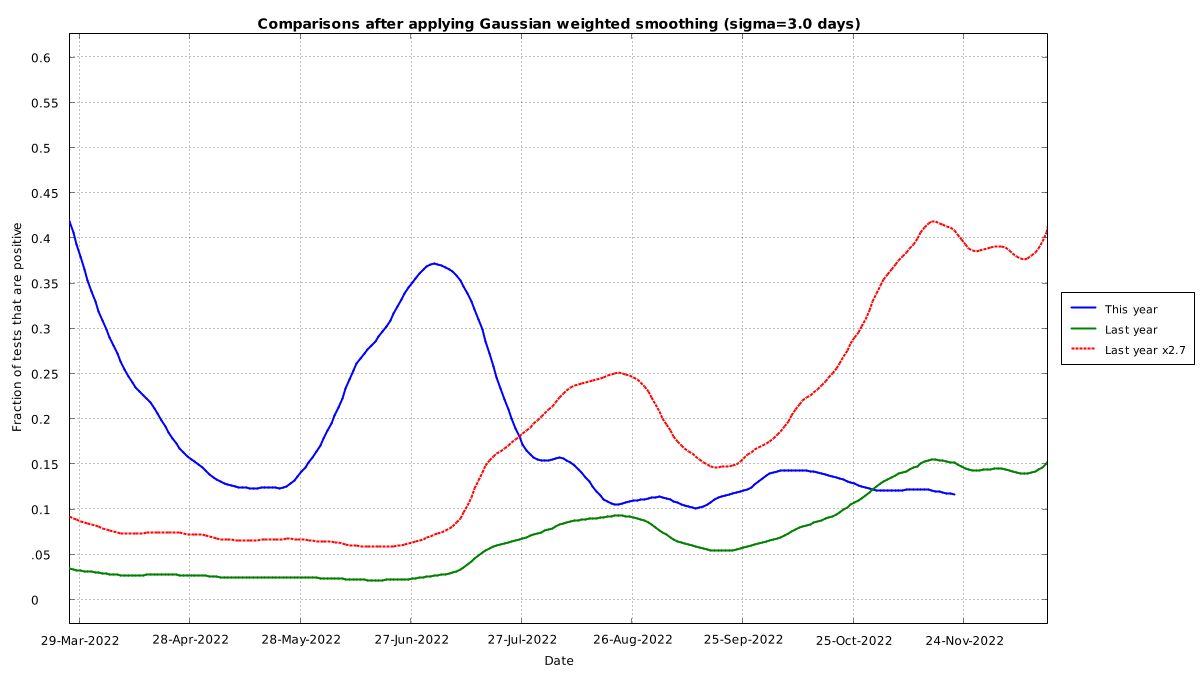 Comparisons after applying Gaussian weighted smoothing (sigma=3.0 days)
Fraction of tests that are positive
0.6
0.55
0.5
0.45
0.4
0.35
0.3
0.25
0.2
0.15
0.1
.05
0
29-Mar-2022 28-Apr-2022 28-May-2022 27-Jun-2022 27-Jul-2022 26-Aug-2022 25-Sep-2022 25-Oct-2022 24-Nov-2022
Date
This year
Last year
Last year x2.7